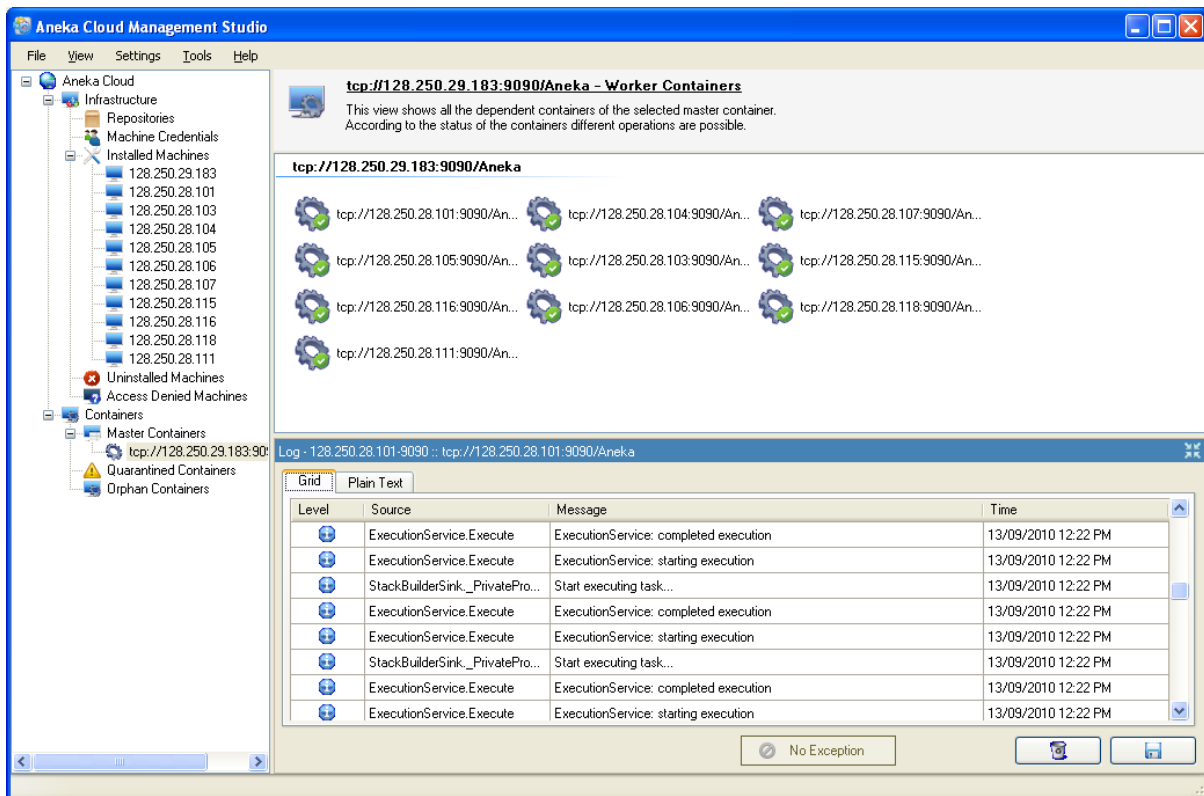 Aneka Cloud Management Studio
File View Settings Tools Help
Aneka Cloud
Infrastructure
Repositories
Machine Credentials
Installed Machines
128.250.29.183
128.250.28.101
128.250.28.103
128.250.28.104
128.250.28.105
128.250.28.106
128.250.28.107
128.250.28.115
128.250.28.116
128.250.28.118
128.250.28.111
Uninstalled Machines
Access Denied Machines
Containers
Master Containers
tcp://128.250.29.183:90
Quarantined Containers
Orphan Containers
tcp://128.250.29.183:9090/Aneka - Worker Containers
This view shows all the dependent containers of the selected master container.
According to the status of the containers different operations are possible.
tcp://128.250.29.183:9090/Aneka
tcp://128.250.28.101:9090/An... tcp://128.250.28.104:9090/An... tcp://128.250.28.107:9090/An...
tcp://128.250.28.105:9090/An... tcp://128.250.28.103:9090/An... tcp://128.250.28.115:9090/An...
tcp://128.250.28.116:9090/An... tcp://128.250.28.106:9090/An... tcp://128.250.28.118:9090/An...
tcp://128.250.28.111:9090/An...
Log - 128.250.28.101-9090 :: tcp://128.250.28.101:9090/Aneka
Grid Plain Text
Level Source Message Time
ExecutionService.Execute ExecutionService: completed execution 13/09/2010 12:22 PM
ExecutionService.Execute ExecutionService: starting execution 13/09/2010 12:22 PM
StackBuilderSink._PrivatePro... Start executing task... 13/09/2010 12:22 PM
ExecutionService.Execute ExecutionService: completed execution 13/09/2010 12:22 PM
ExecutionService.Execute ExecutionService: starting execution 13/09/2010 12:22 PM
StackBuilderSink._PrivatePro... Start executing task... 13/09/2010 12:22 PM
ExecutionService.Execute ExecutionService: completed execution 13/09/2010 12:22 PM
ExecutionService.Execute ExecutionService: starting execution 13/09/2010 12:22 PM
No Exception